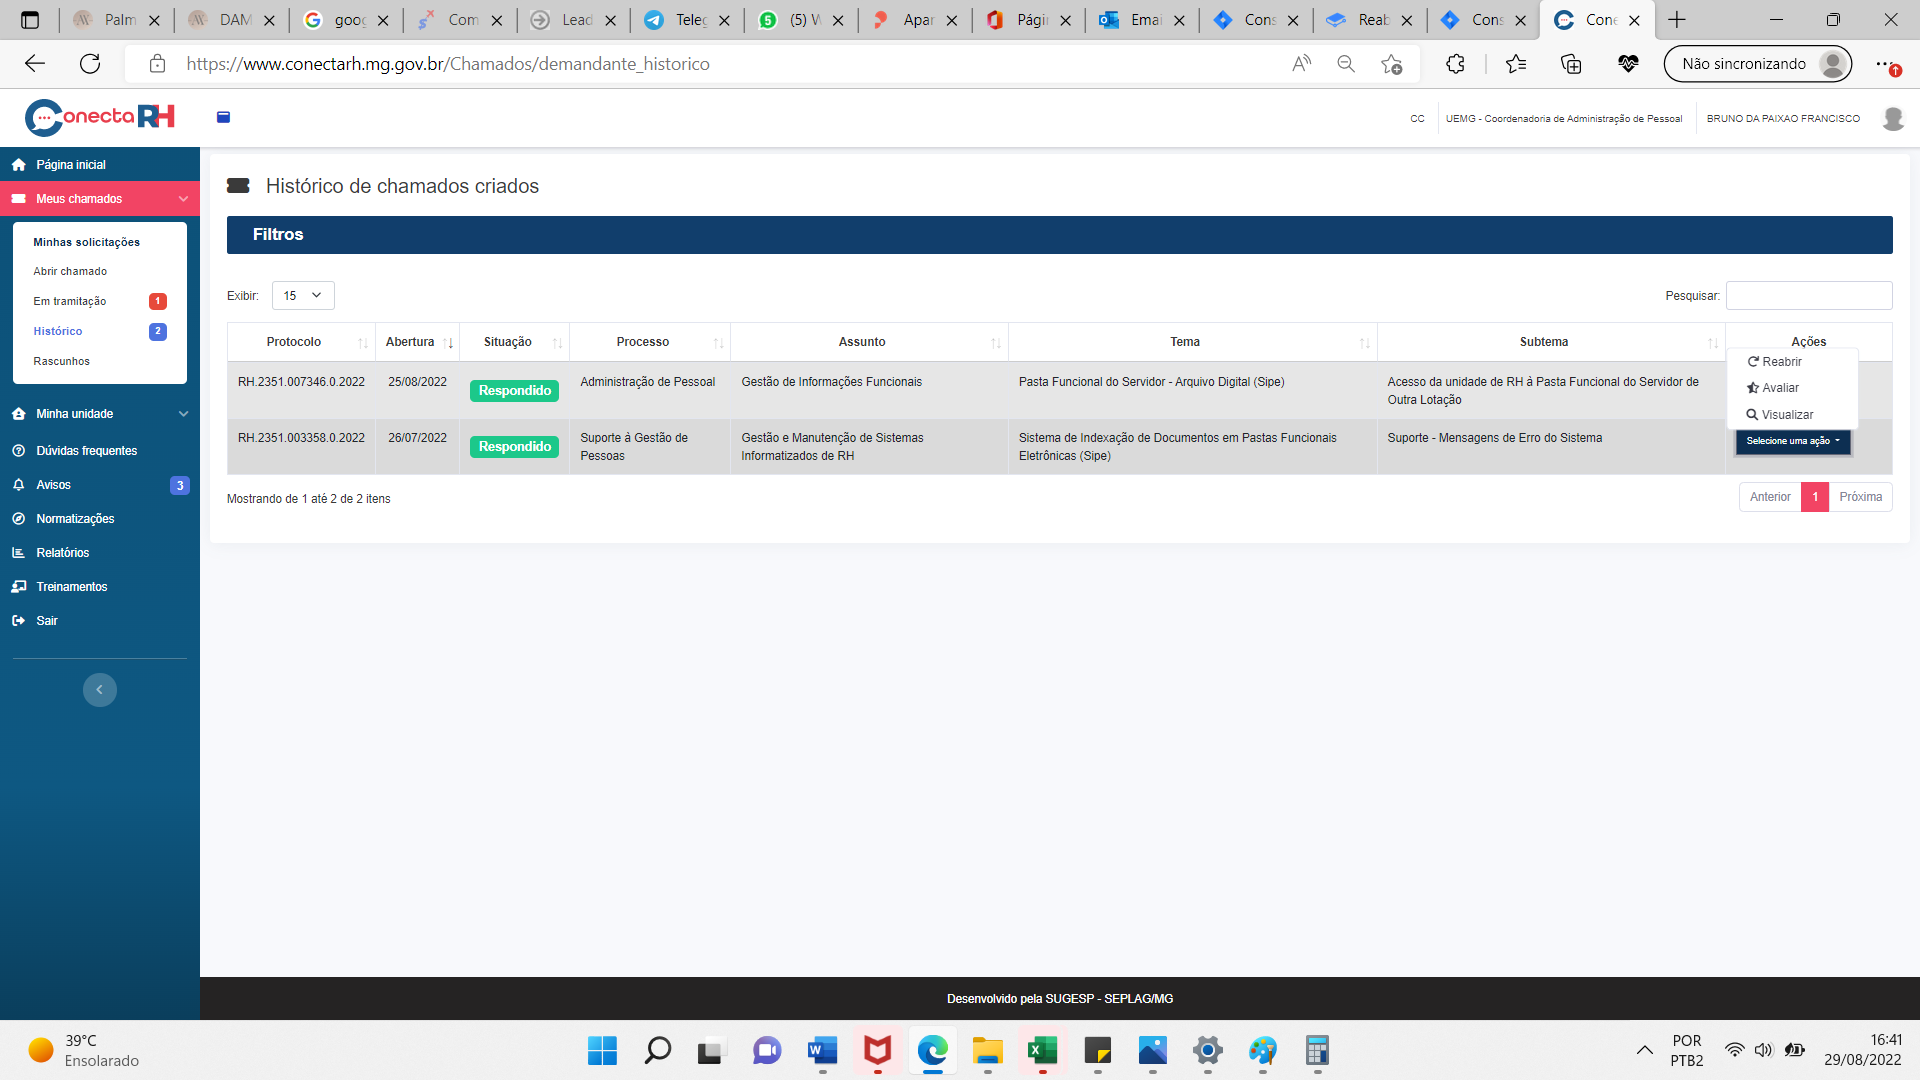 Palm
DAM
goog
Com
Lead
Teleg
(5) W
Apar
Págin
Emai
Cons
Reab
Cons
Cone
https://www.conectarh.mg.gov.br/Chamados/demandante_historico
Não sincronizando
ConectaRH
CC
UEMG - Coordenadoria de Administração de Pessoal
BRUNO DA PAIXAO FRANCISCO
Página inicial
Meus chamados
Minhas solicitações
Abrir chamado
Em tramitação 1
Histórico 2
Rascunhos
Minha unidade
Dúvidas frequentes
Avisos 3
Normatizações
Relatórios
Treinamentos
Sair
Histórico de chamados criados
Filtros
Exibir: 15
Pesquisar:
Protocolo Abertura Situação Processo Assunto Tema Subtema Ações
RH.2351.007346.0.2022 25/08/2022 Respondido Administração de Pessoal Gestão de Informações Funcionais Pasta Funcional do Servidor - Arquivo Digital (Sipe) Acesso da unidade de RH à Pasta Funcional do Servidor de
Outra Lotação
Reabrir
Avaliar
Visualizar
RH.2351.003358.0.2022 26/07/2022 Respondido Suporte à Gestão de Gestão e Manutenção de Sistemas Sistema de Indexação de Documentos em Pastas Funcionais Suporte - Mensagens de Erro do Sistema Selecione uma ação
Pessoas Informatizados de RH Eletrônicas (Sipe)
Mostrando de 1 até 2 de 2 itens
Anterior 1 Próxima
Desenvolvido pela SUGESP - SEPLAG/MG
39°C
Ensolarado
POR
PTB2
16:41
29/08/2022